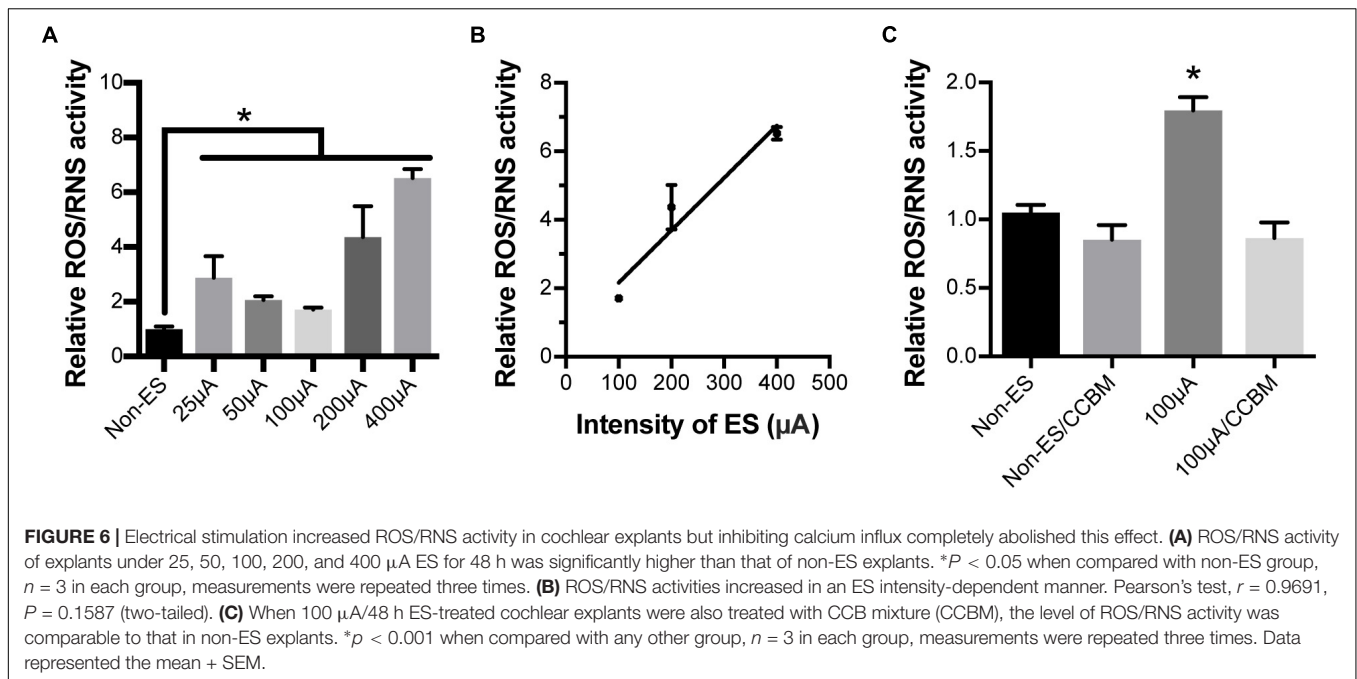 A
Relative ROS/RNS activity
10
8
6
4
2
0
*
Non-ES
25µA
50µA
100µA
200µA
400µA
B
Relative ROS/RNS activity
8
6
4
2
0
0
100
200
300
400
500
Intensity of ES (µA)
C
Relative ROS/RNS activity
2.0
1.5
1.0
0.5
0.0
*
Non-ES
Non-ES/CCBM
100µA
100µA/CCBM
FIGURE 6 | Electrical stimulation increased ROS/RNS activity in cochlear explants but inhibiting calcium influx completely abolished this effect. (A) ROS/RNS activity
of explants under 25, 50, 100, 200, and 400 µA ES for 48 h was significantly higher than that of non-ES explants. *P < 0.05 when compared with non-ES group,
n = 3 in each group, measurements were repeated three times. (B) ROS/RNS activities increased in an ES intensity-dependent manner. Pearson's test, r = 0.9691,
P = 0.1587 (two-tailed). (C) When 100 µA/48 h ES-treated cochlear explants were also treated with CCB mixture (CCBM), the level of ROS/RNS activity was
comparable to that in non-ES explants. *p < 0.001 when compared with any other group, n = 3 in each group, measurements were repeated three times. Data
represented the mean + SEM.